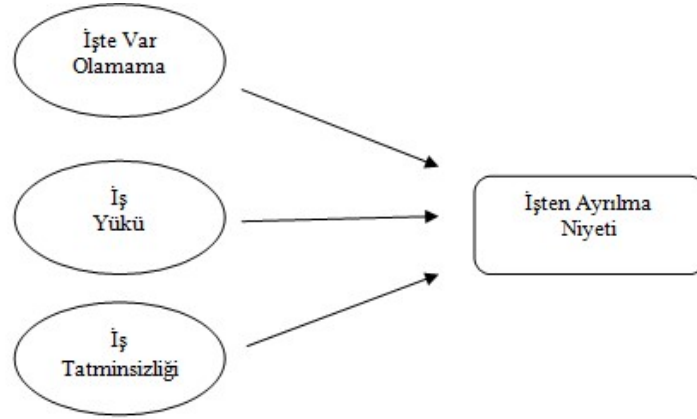 İşte Var
Olamama
İş
Yükü
İşten Ayrılma
Niyeti
İş
Tatminsizliği